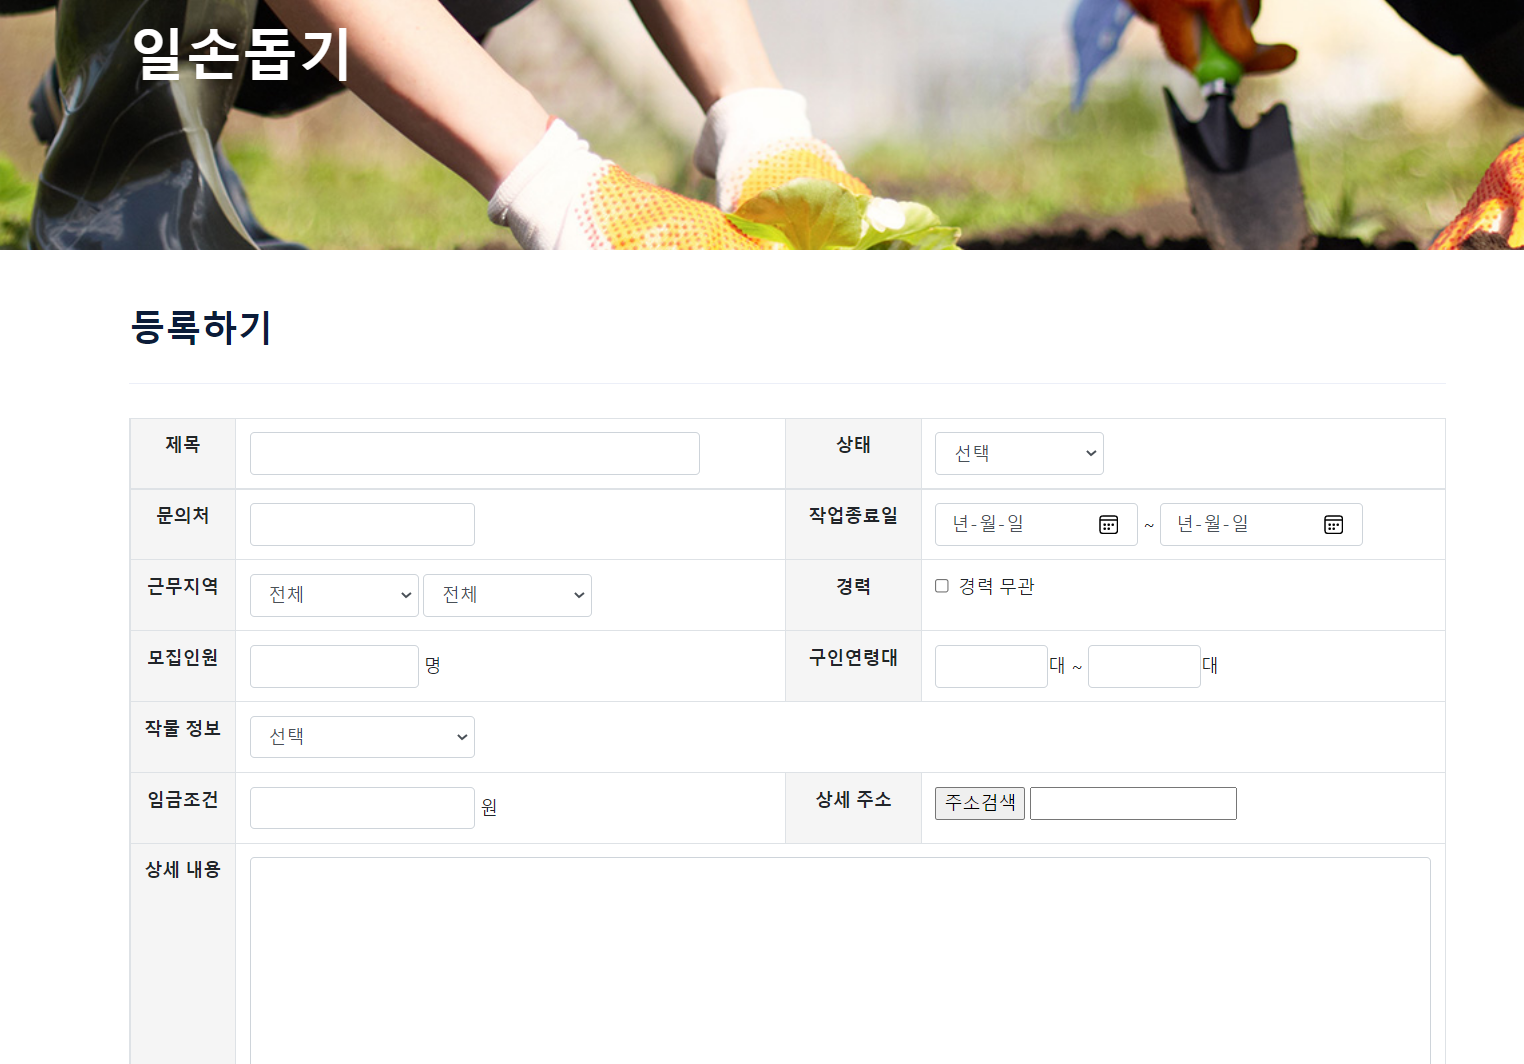 일손돕기
등록하기
제목 상태 선택
문의처 작업종료일 년-월-일 ~ 년-월-일
근무지역 전체 전체 경력 경력 무관
모집인원 명 구인연령대 대 ~ 대
작물 정보 선택
임금조건 원 상세 주소 주소검색
상세 내용